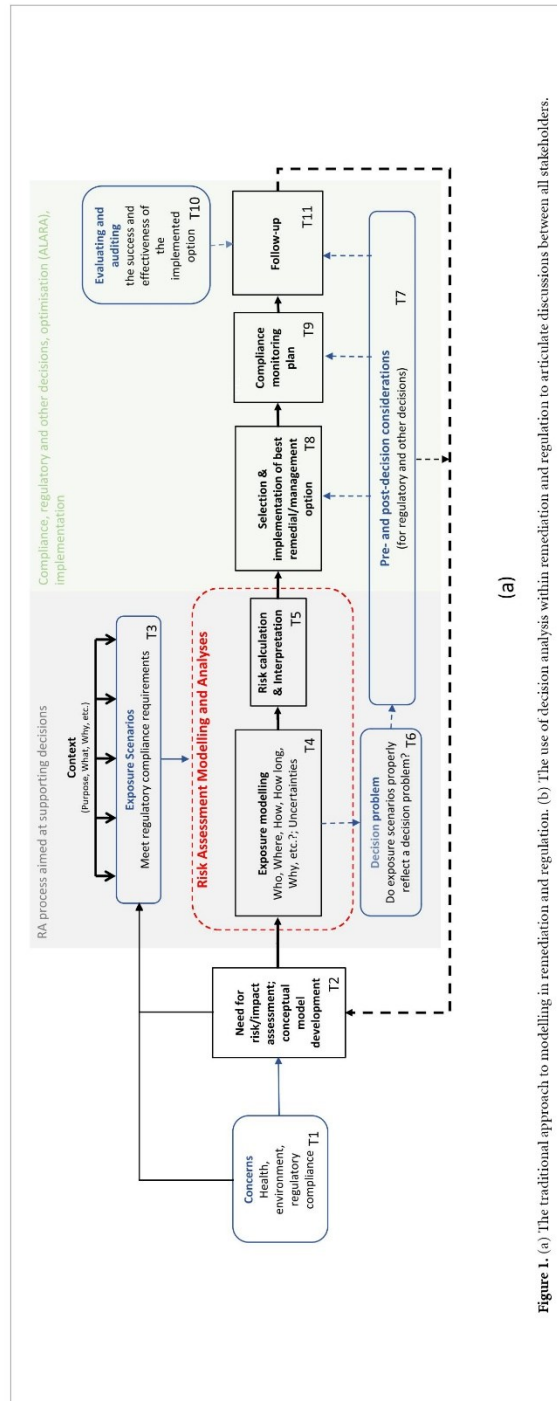 RA process aimed at supporting decisions
Compliance, regulatory and other decisions, optimisation (ALARA),
implementation
Context
(Purpose, What, Why, etc.)
Exposure Scenarios
Meet regulatory compliance requirements
T3
Evaluating and
auditing
the success and
effectiveness of
the
implemented
option
T10
Risk Assessment Modelling and Analyses
Concerns
Health,
environment,
regulatory
compliance T1
Need for
risk/impact
assessment;
conceptual
model
development
T2
Exposure modelling
Who, Where, How, How long,
Why, etc.?; Uncertainties
T4
Risk calculation
& Interpretation
T5
Selection &
implementation of best
remedial/management
option
T8
Compliance
monitoring
plan
T9
Follow-up
T11
Decision problem
Do exposure scenarios properly
reflect a decision problem?
T6
Pre- and post-decision considerations
(for regulatory and other decisions)
T7
(a)
Figure 1. (a) The traditional approach to modelling in remediation and regulation. (b) The use of decision analysis within remediation and regulation to articulate discussions between all stakeholders.